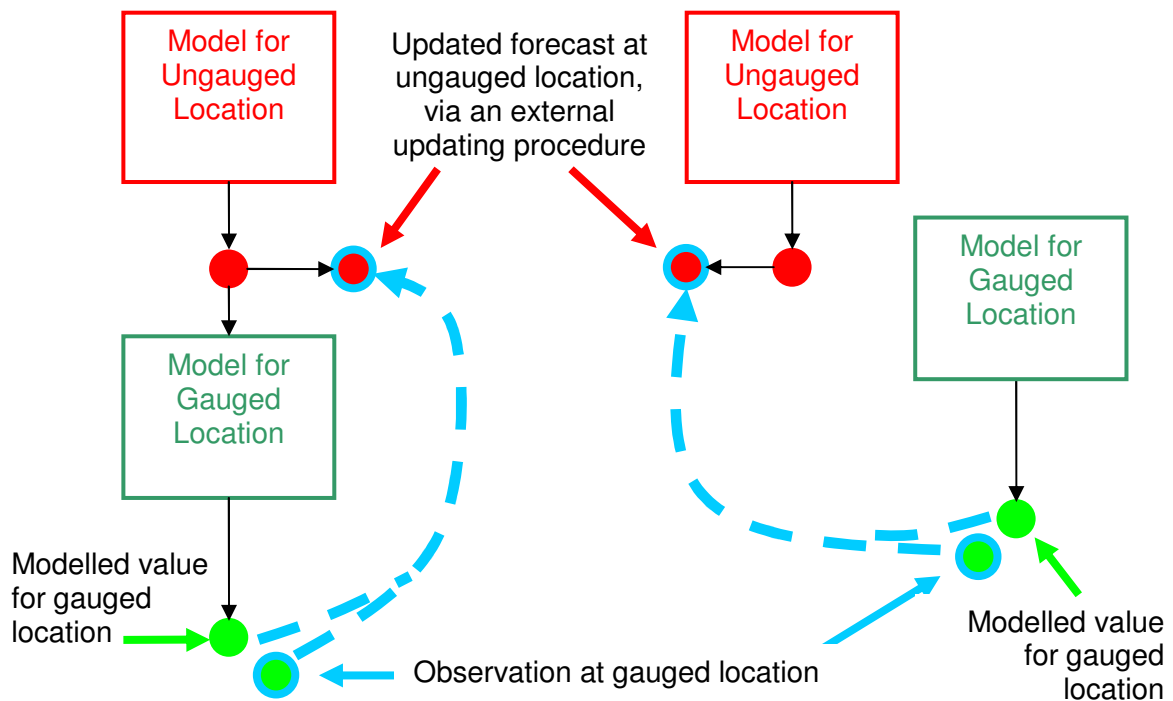 Model for
Ungauged
Location
Updated forecast at
ungauged location,
via an external
updating procedure
Model for
Ungauged
Location
Model for
Gauged
Location
Model for
Gauged
Location
Modelled value
for gauged
location
Observation at gauged location
Modelled value
for gauged
location